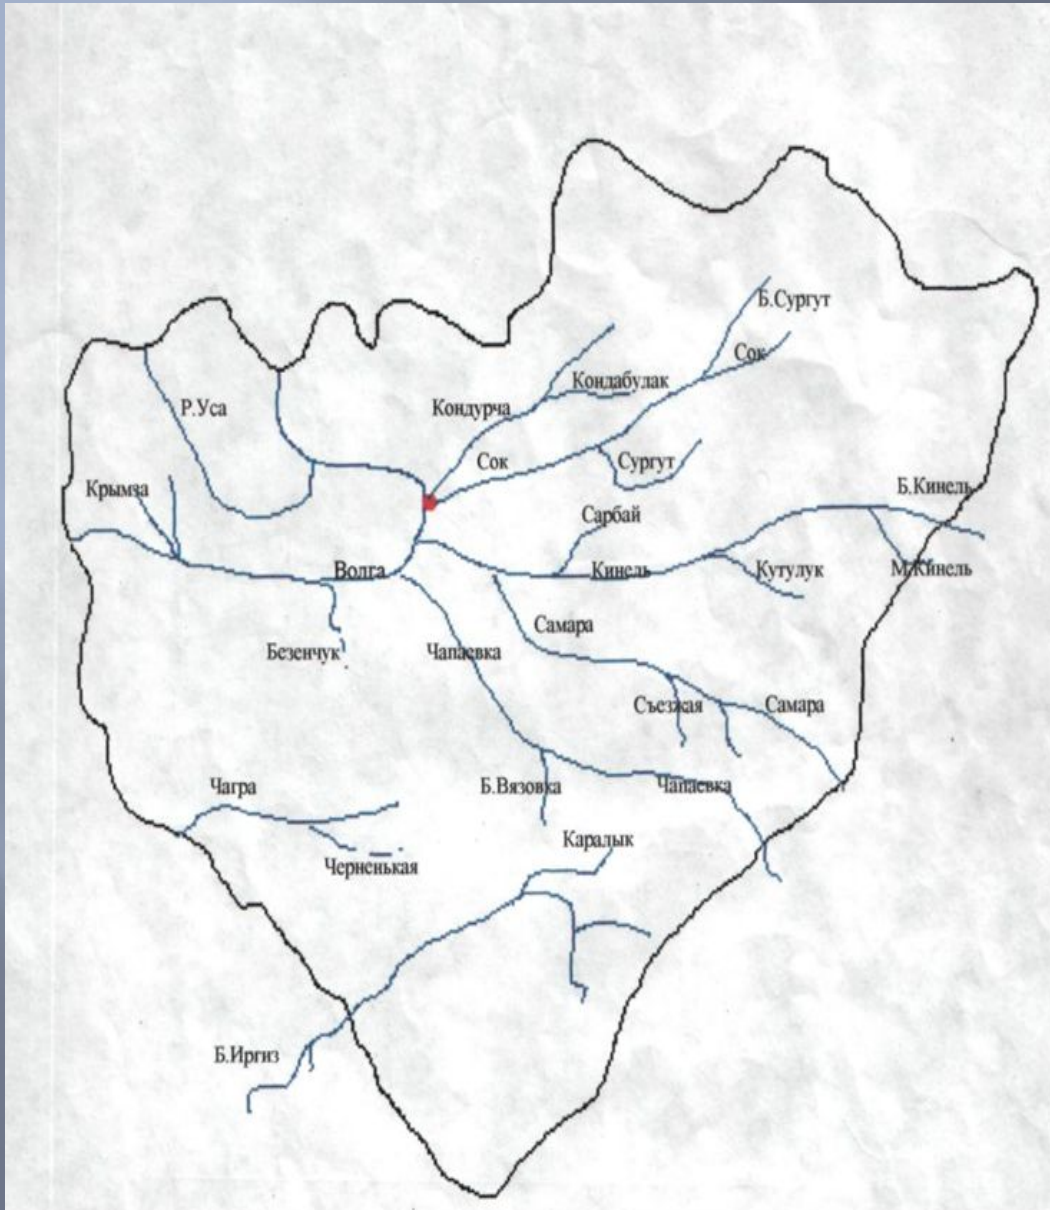 Б.Сургут
Сок
Кондабулак
Р.Уса
Кондурча
Сок
Сургут
Крымза
Б.Кинель
Сарбай
Волга
Кинель
Кутулук
М.Кинель
Самара
Безенчук
Чапаевка
Съезжая
Самара
Чагра
Б.Вязовка
Чапаевка
Каралык
Черненькая
Б.Иргиз